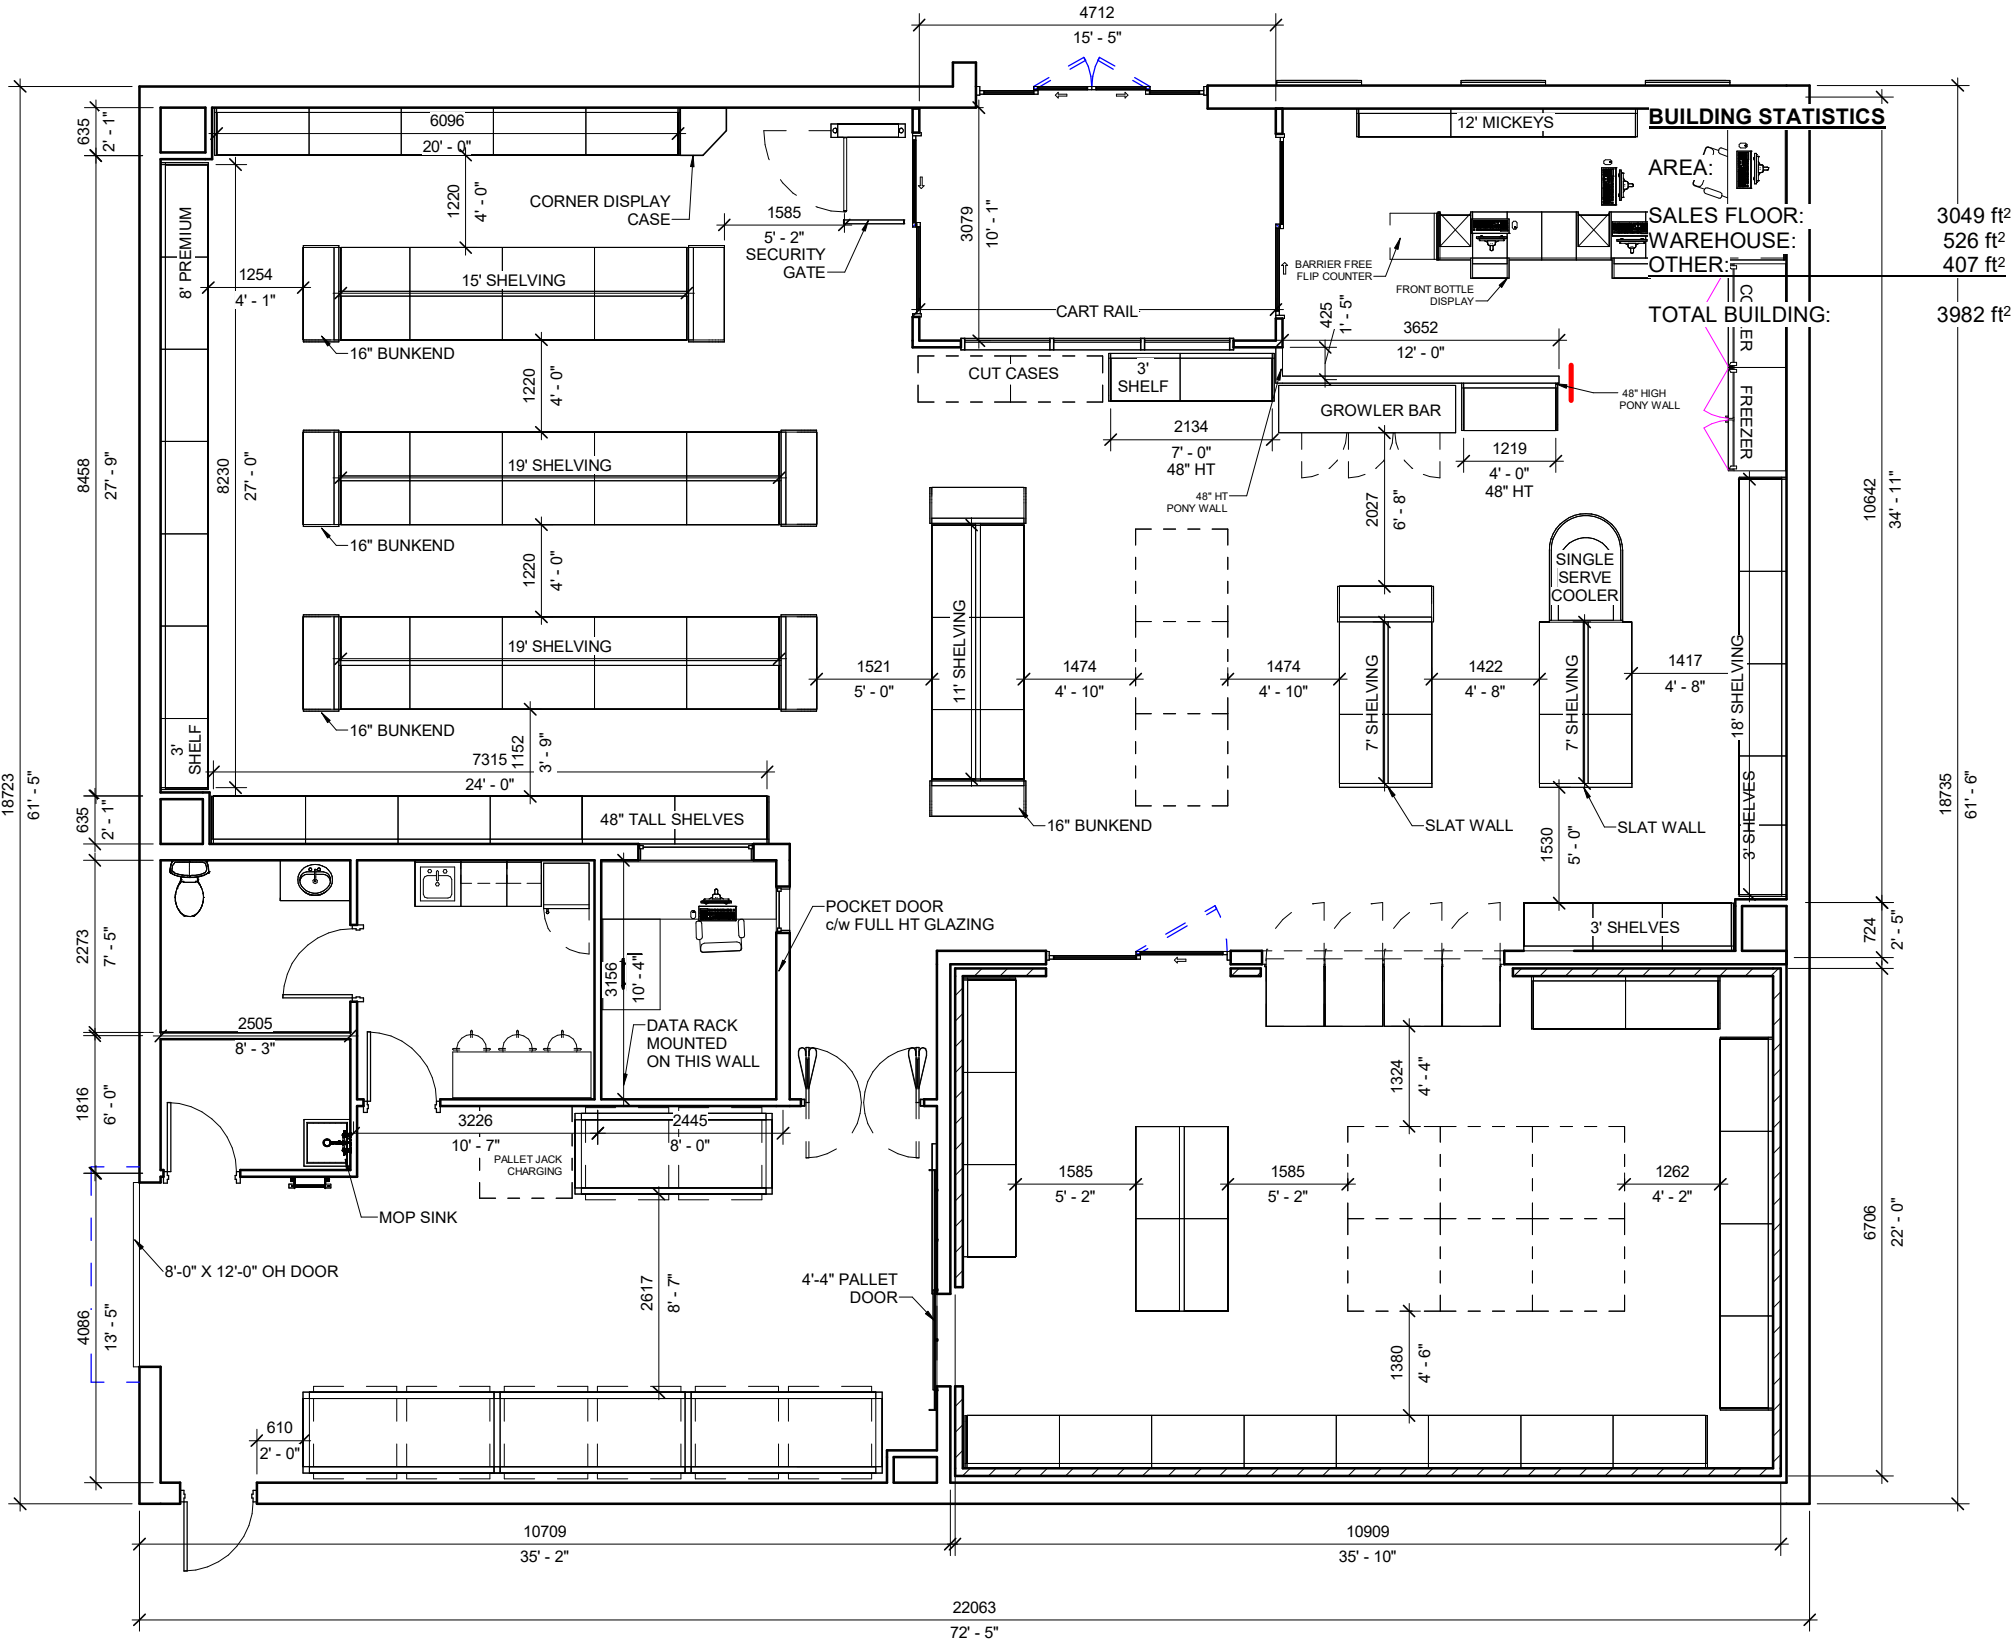 4712
15' - 5"
635
2' - 1"
6096
20' - 0"
12' MICKEYS
BUILDING STATISTICS
AREA:
SALES FLOOR: 3049 ft²
WAREHOUSE: 526 ft²
OTHER: 407 ft²
TOTAL BUILDING: 3982 ft²
1220
4' - 0"
CORNER DISPLAY
CASE
1585
5' - 2"
SECURITY
GATE
3079
10' - 1"
CART RAIL
BARRIER FREE
FLIP COUNTER
FRONT BOTTLE
DISPLAY
8' PREMIUM
1254
4' - 1"
15' SHELVING
16" BUNKEND
425
1' - 5"
3652
12' - 0"
CUT CASES
3'
SHELF
GROWLER BAR
48" HIGH
PONY WALL
FREEZER
1220
4' - 0"
2134
7' - 0"
48" HT
1219
4' - 0"
48" HT
48" HT
PONY WALL
8458
27' - 9"
8230
27' - 0"
19' SHELVING
16" BUNKEND
2027
6' - 8"
10642
34' - 11"
1220
4' - 0"
SINGLE
SERVE
COOLER
19' SHELVING
16" BUNKEND
1521
5' - 0"
11' SHELVING
1474
4' - 10"
1474
4' - 10"
7' SHELVING
1422
4' - 8"
7' SHELVING
1417
4' - 8"
18' SHELVING
3'
SHELF
1152
3' - 9"
7315
24' - 0"
18723
61' - 5"
18735
61' - 6"
635
2' - 1"
48" TALL SHELVES
16" BUNKEND
SLAT WALL
SLAT WALL
1530
5' - 0"
3' SHELVES
POCKET DOOR
c/w FULL HT GLAZING
3' SHELVES
724
2' - 5"
2273
7' - 5"
3156
10' - 4"
2505
8' - 3"
DATA RACK
MOUNTED
ON THIS WALL
1816
6' - 0"
3226
10' - 7"
2445
8' - 0"
PALLET JACK
CHARGING
1324
4' - 4"
MOP SINK
1585
5' - 2"
1585
5' - 2"
1262
4' - 2"
6706
22' - 0"
8'-0" X 12'-0" OH DOOR
4086
13' - 5"
2617
8' - 7"
4'-4" PALLET
DOOR
1380
4' - 6"
610
2' - 0"
10709
35' - 2"
10909
35' - 10"
22063
72' - 5"